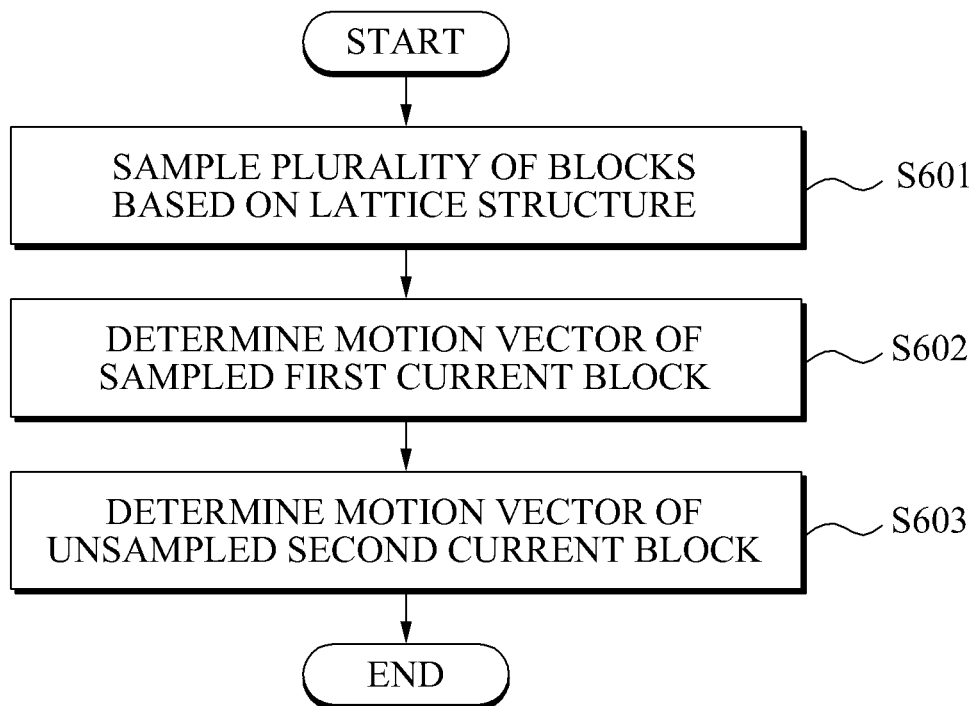 START
SAMPLE PLURALITY OF BLOCKS
BASED ON LATTICE STRUCTURE
S601
DETERMINE MOTION VECTOR OF
SAMPLED FIRST CURRENT BLOCK
S602
DETERMINE MOTION VECTOR OF
UNSAMPLED SECOND CURRENT BLOCK
S603
END